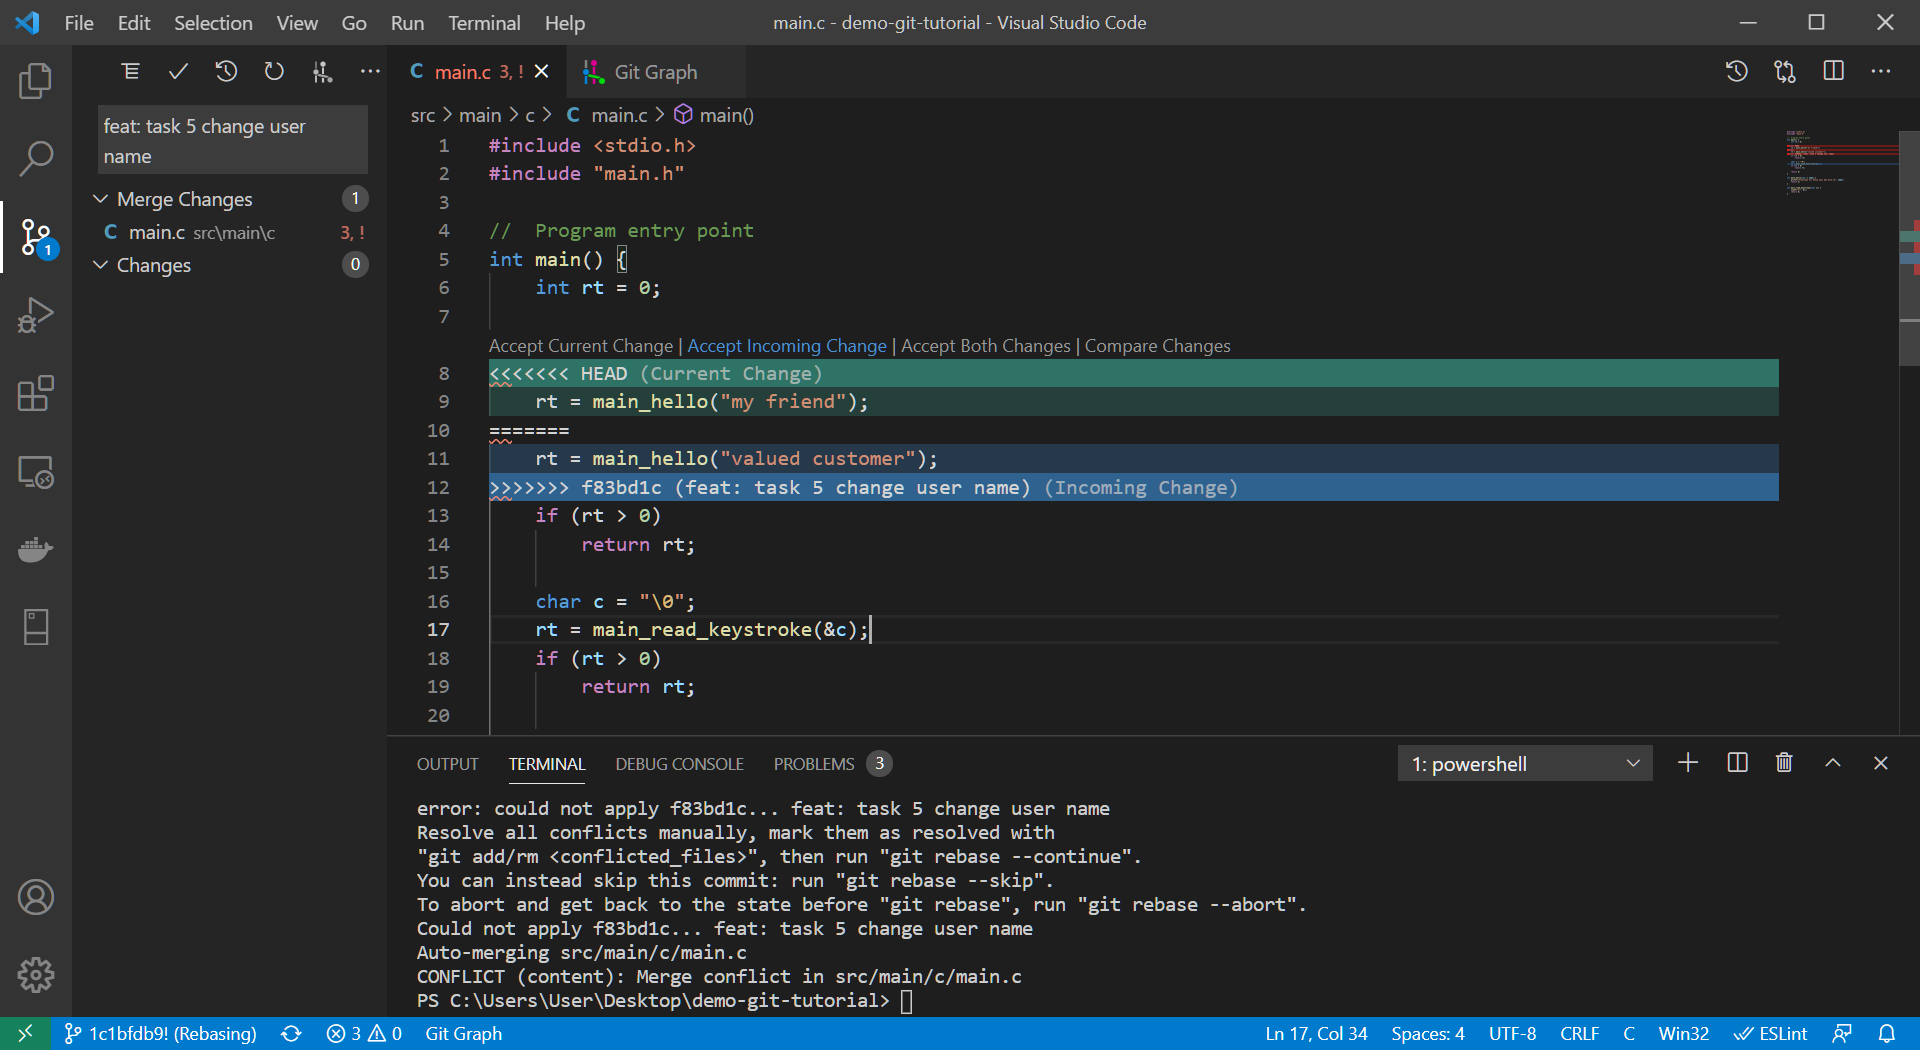 File Edit Selection View Go Run Terminal Help
main.c - demo-git-tutorial - Visual Studio Code
feat: task 5 change user
name
Merge Changes 1
C main.c src\main\c 3, !
Changes 0
1
C main.c 3, !
Git Graph
src > main > c > C main.c > main()
1 #include <stdio.h>
2 #include "main.h"
3
4 //  Program entry point
5 int main() {
6     int rt = 0;
7
Accept Current Change | Accept Incoming Change | Accept Both Changes | Compare Changes
8 <<<<<<< HEAD (Current Change)
9     rt = main_hello("my friend");
10 =======
11     rt = main_hello("valued customer");
12 >>>>>>> f83bd1c (feat: task 5 change user name) (Incoming Change)
13     if (rt > 0)
14         return rt;
15
16     char c = "\0";
17     rt = main_read_keystroke(&c);
18     if (rt > 0)
19         return rt;
20
OUTPUT TERMINAL DEBUG CONSOLE PROBLEMS 3
1: powershell
error: could not apply f83bd1c... feat: task 5 change user name
Resolve all conflicts manually, mark them as resolved with
"git add/rm <conflicted_files>", then run "git rebase --continue".
You can instead skip this commit: run "git rebase --skip".
To abort and get back to the state before "git rebase", run "git rebase --abort".
Could not apply f83bd1c... feat: task 5 change user name
Auto-merging src/main/c/main.c
CONFLICT (content): Merge conflict in src/main/c/main.c
PS C:\Users\User\Desktop\demo-git-tutorial>
1c1bfdb9! (Rebasing) 3 0 Git Graph
Ln 17, Col 34 Spaces: 4 UTF-8 CRLF C Win32 ESLint